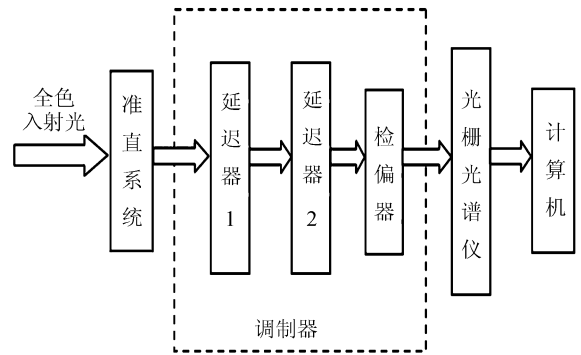 全色
入射光
准直系统
延迟器1
延迟器2
检偏器
光栅光谱仪
计算机
调制器